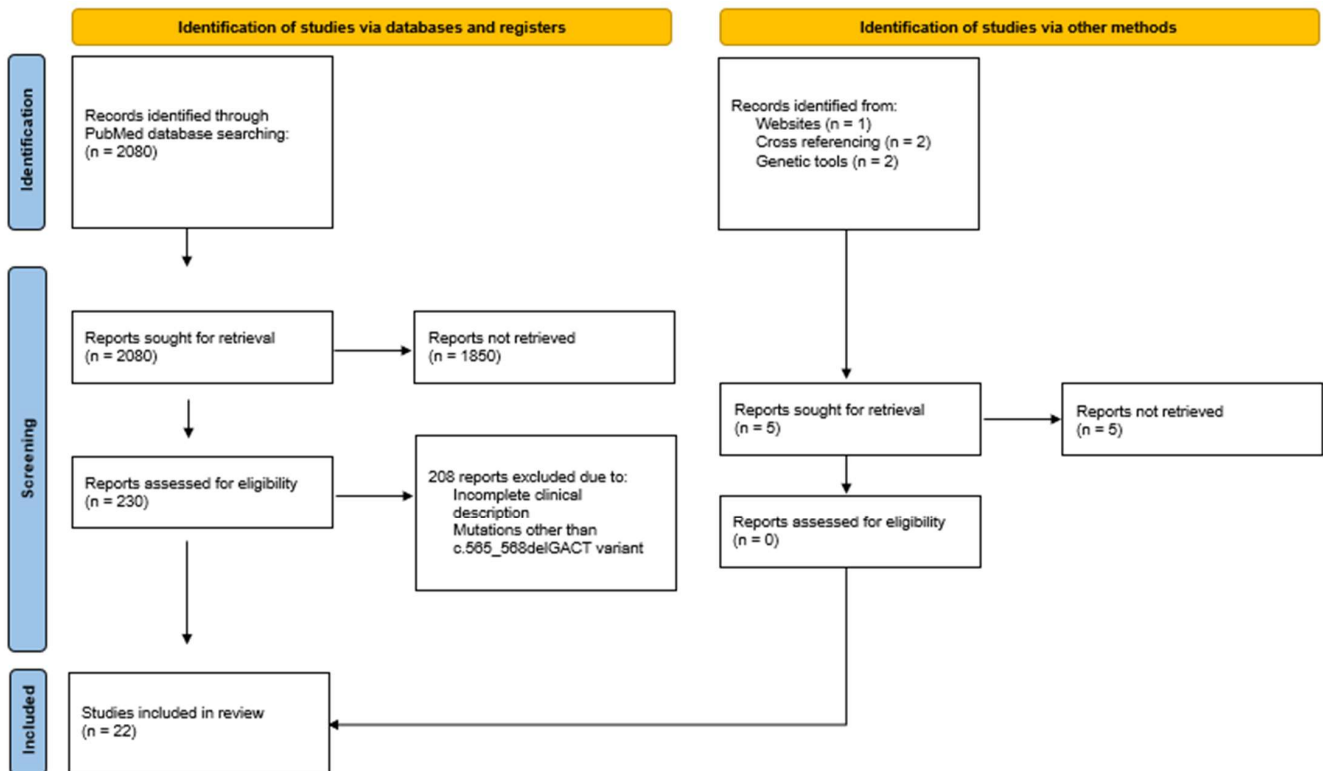 Identification of studies via databases and registers
Identification of studies via other methods
Identification
Records identified through
PubMed database searching:
(n = 2080)
Records identified from:
Websites (n = 1)
Cross referencing (n = 2)
Genetic tools (n = 2)
Screening
Reports sought for retrieval
(n = 2080)
Reports not retrieved
(n = 1850)
Reports sought for retrieval
(n = 5)
Reports not retrieved
(n = 5)
Reports assessed for eligibility
(n = 230)
208 reports excluded due to:
Incomplete clinical
description
Mutations other than
c.565_568delGACT variant
Reports assessed for eligibility
(n = 0)
Included
Studies included in review
(n = 22)